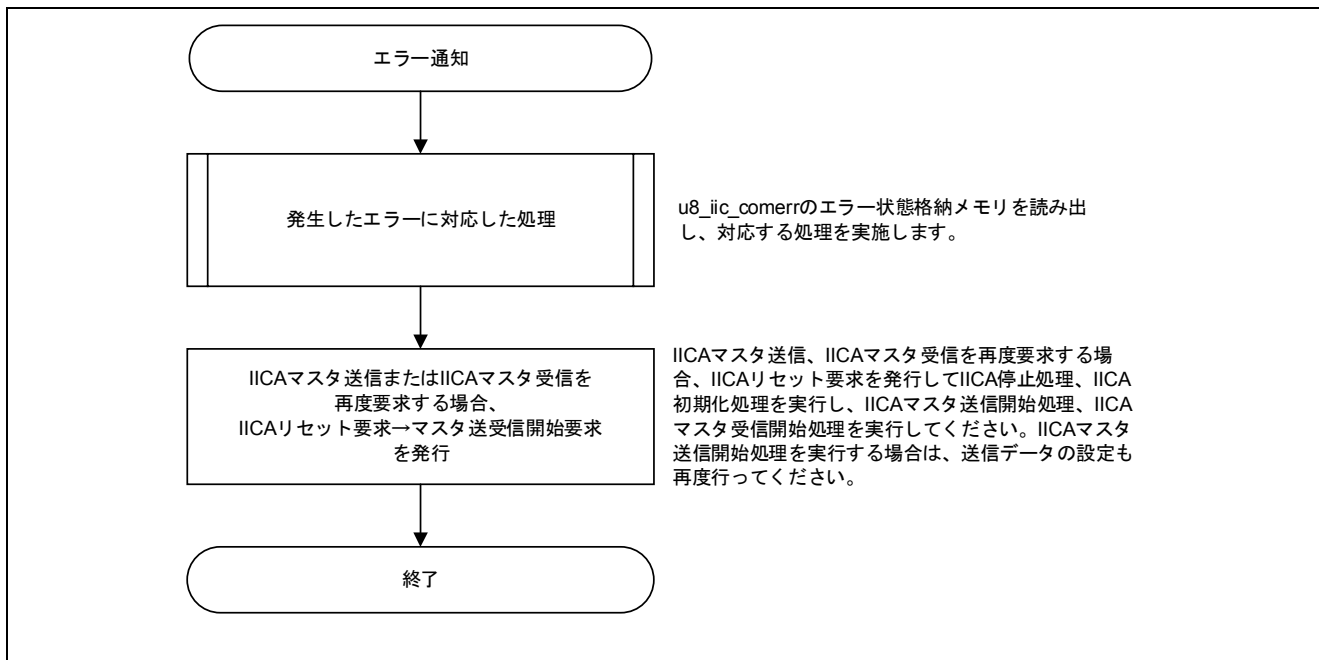 エラー通知
発生したエラーに対応した処理
u8_iic_comerrのエラー状態格納メモリを読み出
し、対応する処理を実施します。
IICAマスタ送信またはIICAマスタ受信を
再度要求する場合、
IICAリセット要求→マスタ送受信開始要求
を発行
IICAマスタ送信、IICAマスタ受信を再度要求する場
合、IICAリセット要求を発行してIICA停止処理、IICA
初期化処理を実行し、IICAマスタ送信開始処理、IICA
マスタ受信開始処理を実行してください。IICAマスタ
送信開始処理を実行する場合は、送信データの設定も
再度行ってください。
終了